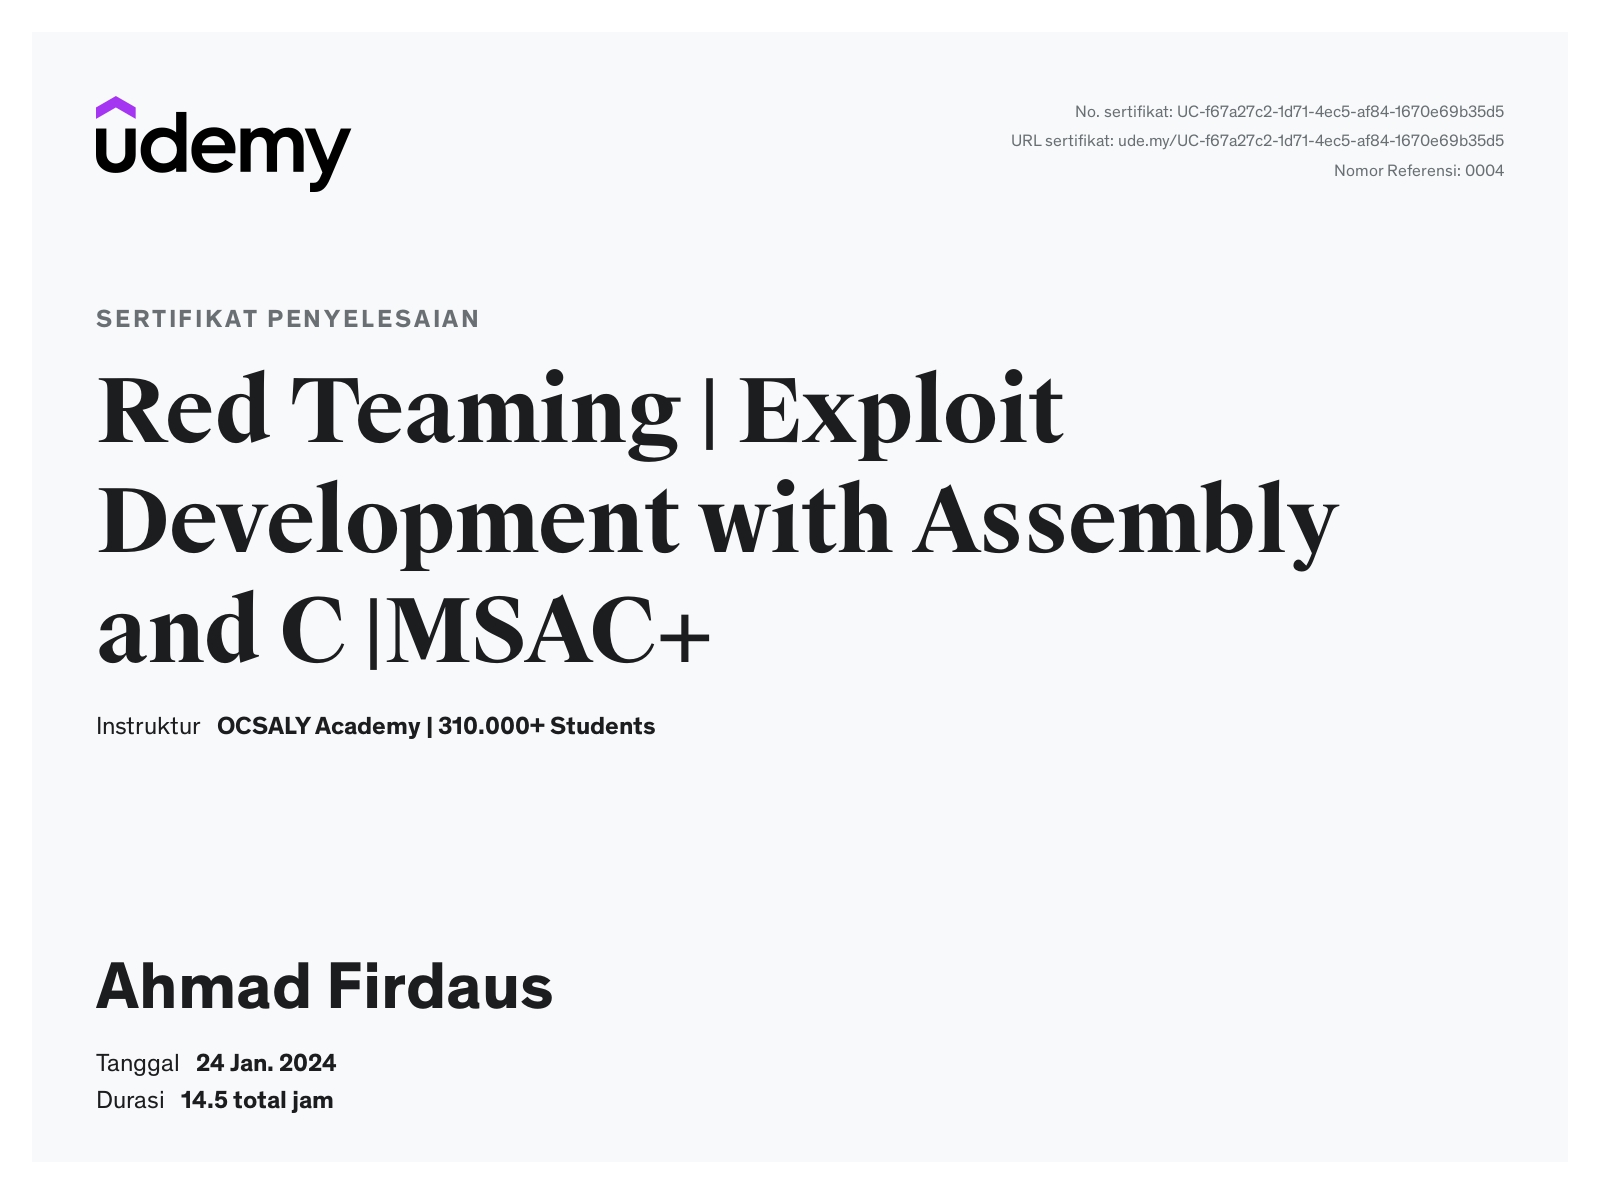 udemy
No. sertifikat: UC-f67a27c2-1d71-4ec5-af84-1670e69b35d5
URL sertifikat: ude.my/UC-f67a27c2-1d71-4ec5-af84-1670e69b35d5
Nomor Referensi: 0004
SERTIFIKAT PENYELESAIAN
Red Teaming | Exploit
Development with Assembly
and C |MSAC+
Instruktur OCSALY Academy | 310.000+ Students
Ahmad Firdaus
Tanggal 24 Jan. 2024
Durasi 14.5 total jam